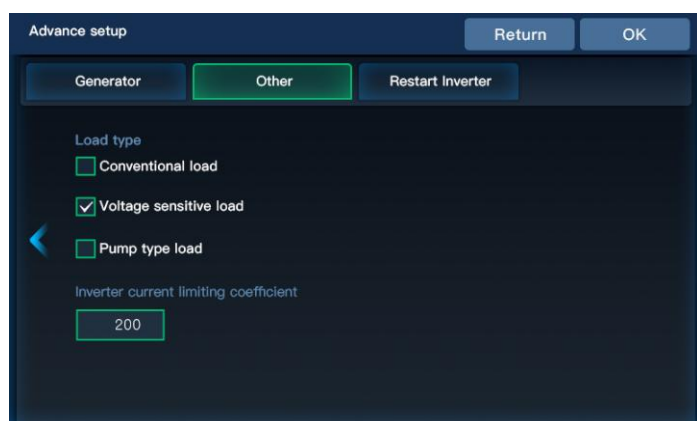 Advance setup Return OK
Generator Other Restart Inverter
Load type
Conventional load
Voltage sensitive load
Pump type load
Inverter current limiting coefficient
200